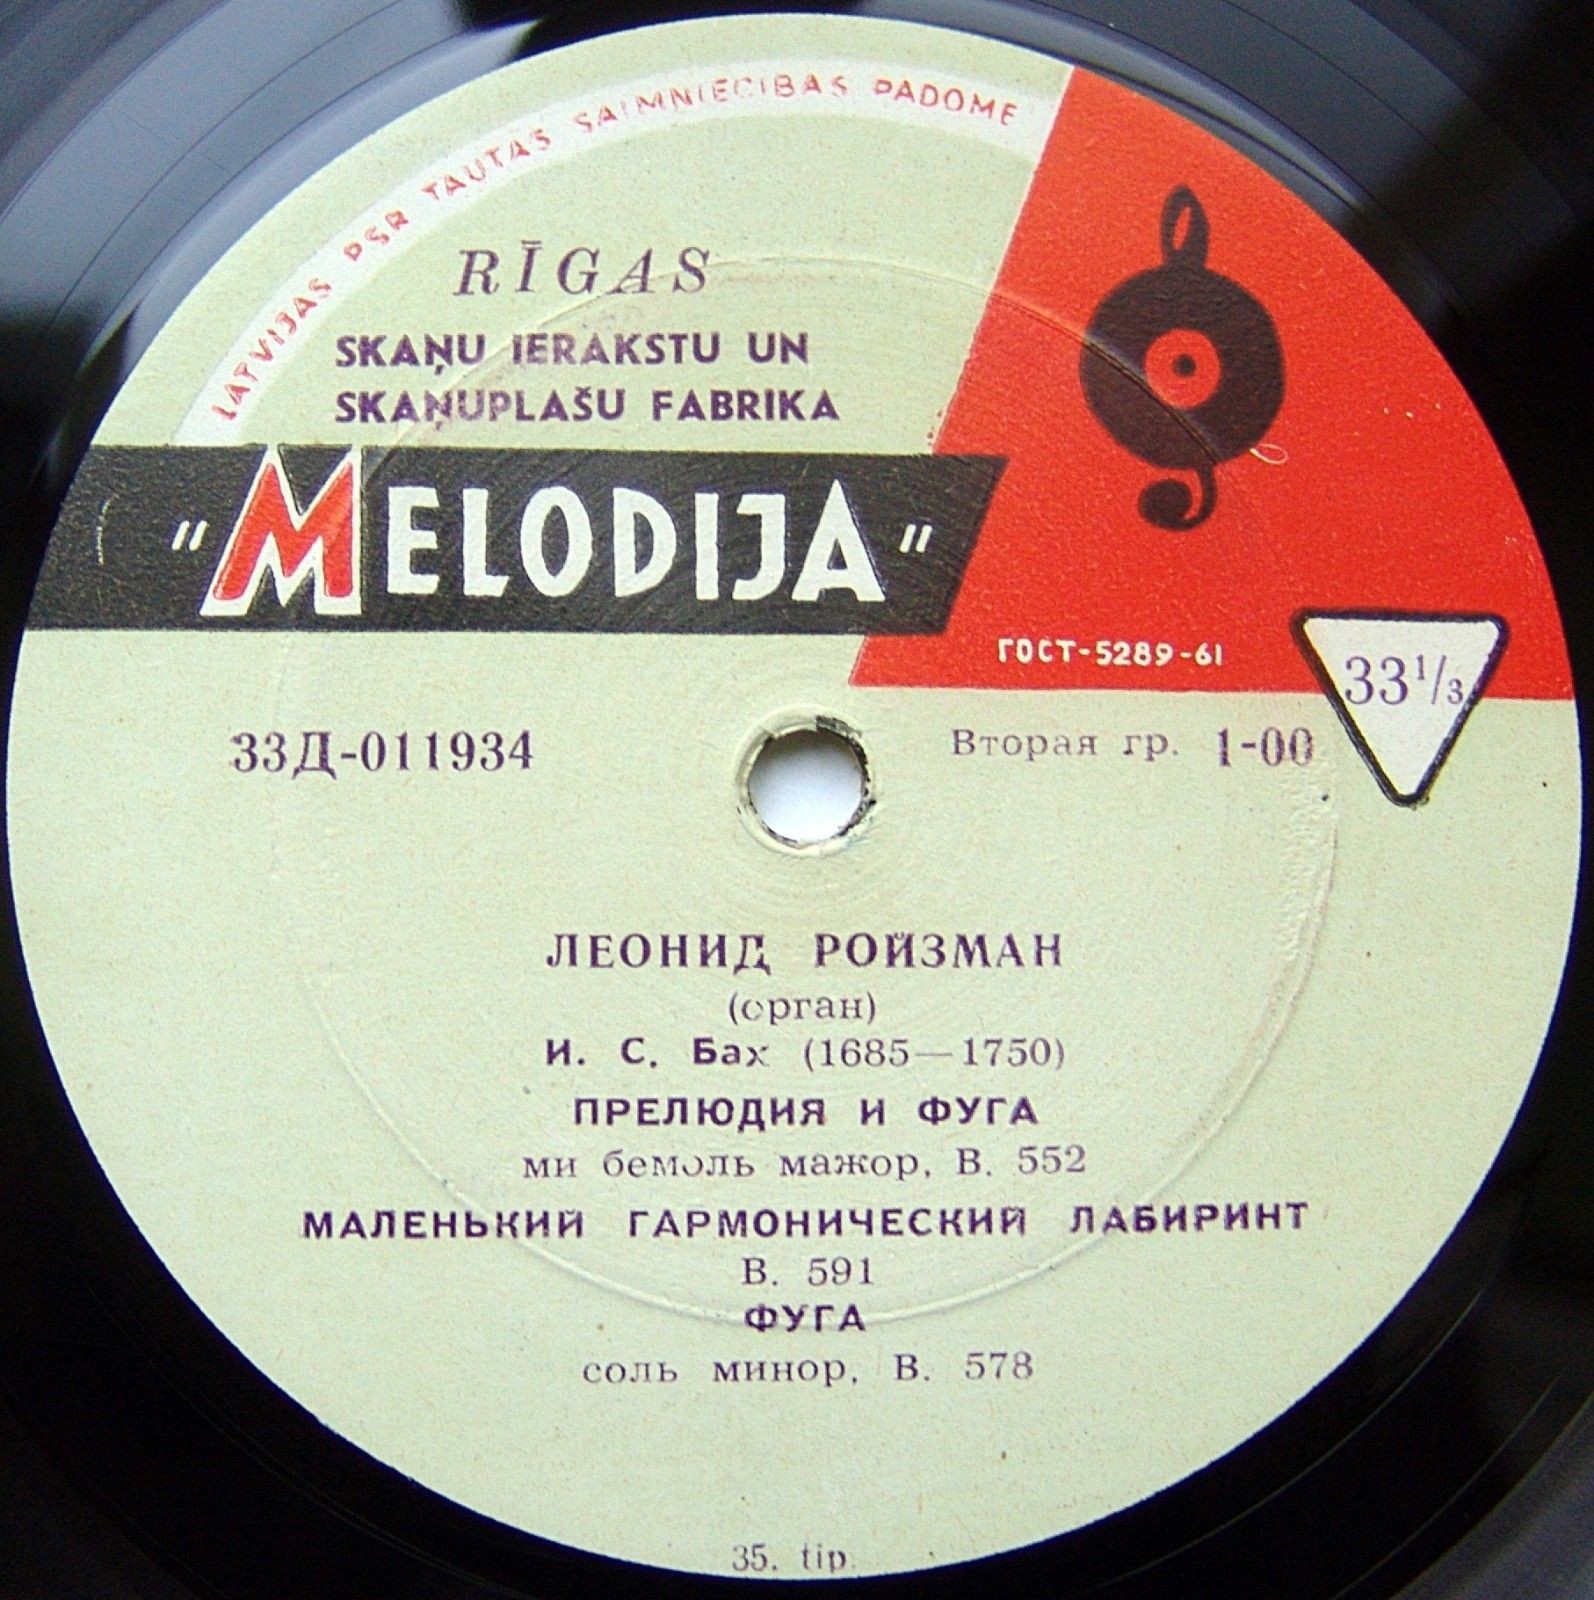 LATVIJAS PSR TAUTAS SAIMNIECĪBAS PADOME
RĪGAS
SKAŅU IERAKSTU UN
SKAŅUPLAŠU FABRIKA
"MELODIJA"
ГОСТ-5289-61
33 1/3
33Д-011934
Вторая гр. 1-00
ЛЕОНИД РОЙЗМАН
(орган)
И. С. Бах (1685—1750)
ПРЕЛЮДИЯ И ФУГА
ми бемоль мажор, В. 552
МАЛЕНЬКИЙ ГАРМОНИЧЕСКИЙ ЛАБИРИНТ
В. 591
ФУГА
соль минор, В. 578
35. tip.